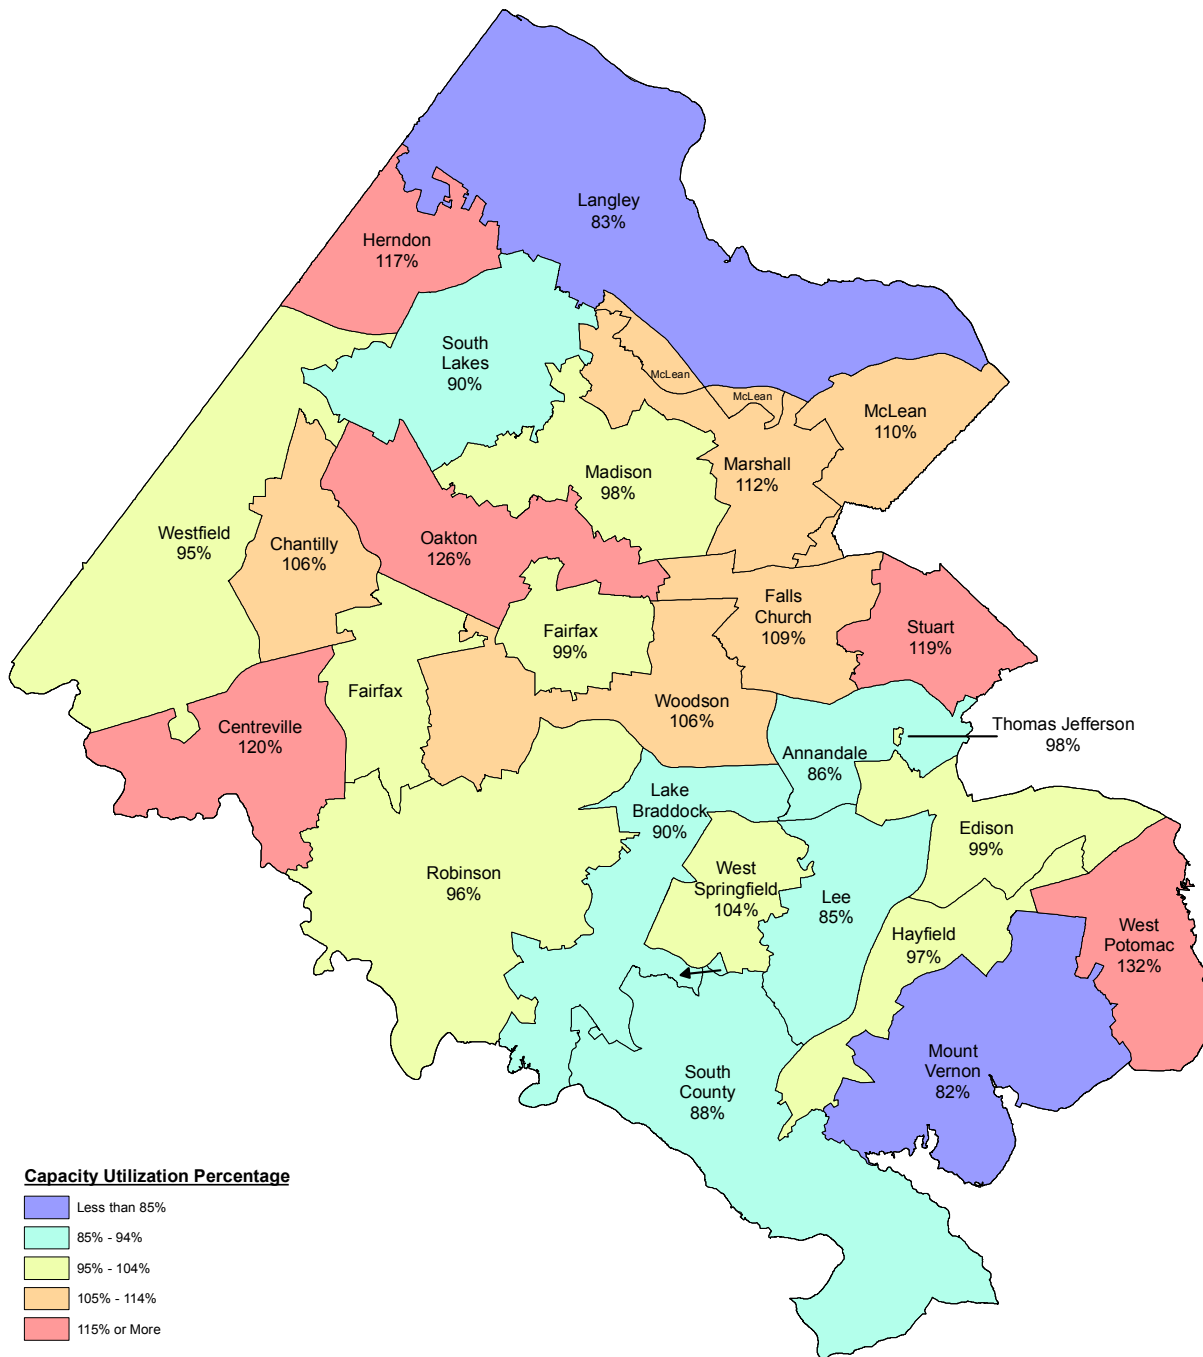 Langley
83%
Herndon
117%
South
Lakes
90%
McLean
McLean
McLean
110%
Marshall
112%
Madison
98%
Westfield
95%
Chantilly
106%
Oakton
126%
Falls
Church
109%
Fairfax
99%
Stuart
119%
Fairfax
Woodson
106%
Centreville
120%
Thomas Jefferson
98%
Annandale
86%
Lake
Braddock
90%
Edison
99%
Robinson
96%
West
Springfield
104%
Lee
85%
Hayfield
97%
West
Potomac
132%
Mount
Vernon
82%
South
County
88%
Capacity Utilization Percentage
Less than 85%
85% - 94%
95% - 104%
105% - 114%
115% or More